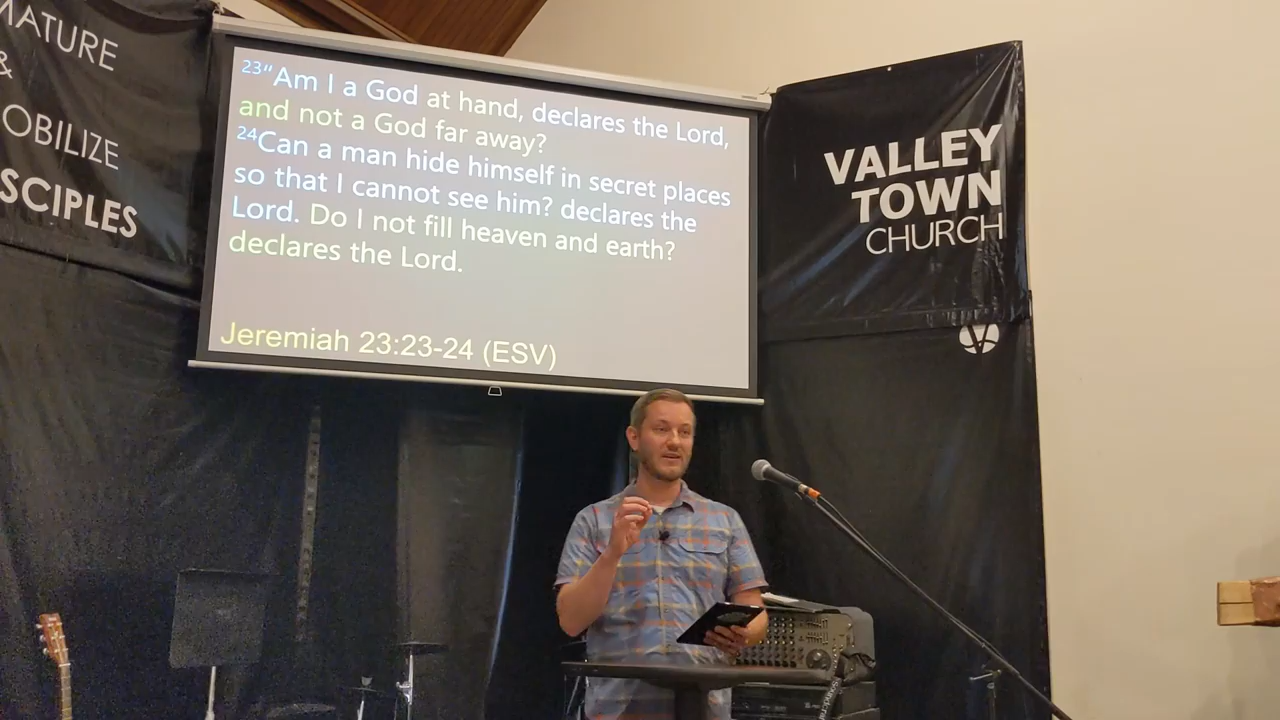 MATURE
&
OBILIZE
SCIPLES
23"Am I a God at hand, declares the Lord,
and not a God far away?
24Can a man hide himself in secret places
so that I cannot see him? declares the
Lord. Do I not fill heaven and earth?
declares the Lord.
Jeremiah 23:23-24 (ESV)
VALLEY
TOWN
CHURCH